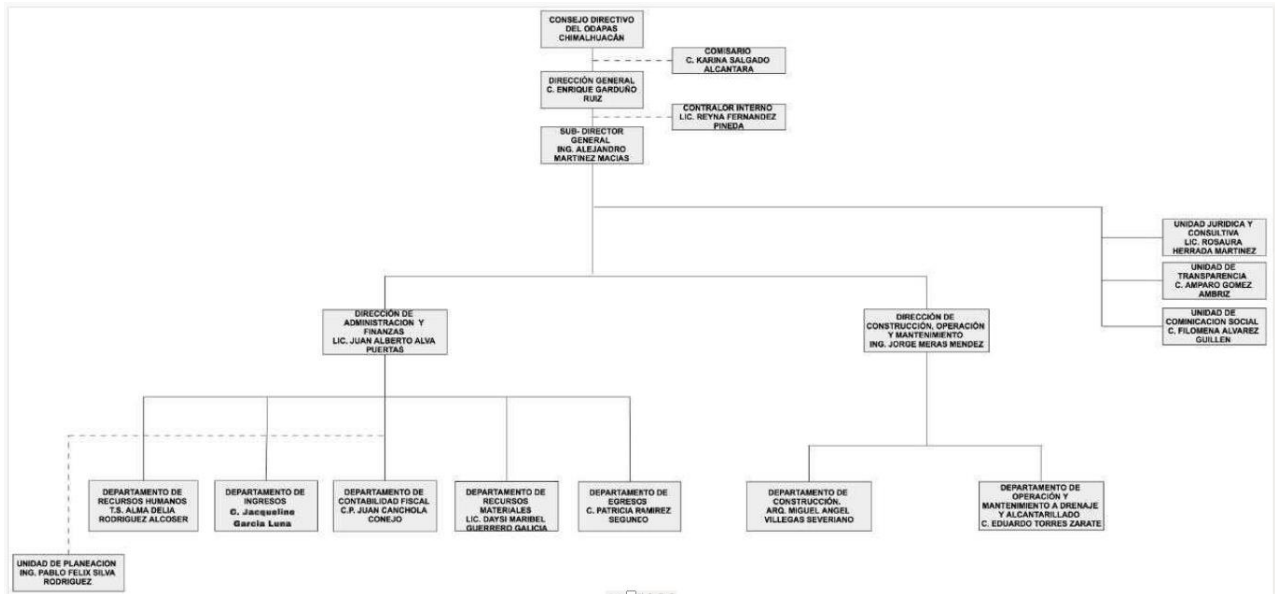 CONSEJO DIRECTIVO
DEL ODAPAS
CHIMALHUACÁN
COMISARIO
C. KARINA SALGADO
ALCANTARA
DIRECCIÓN GENERAL
C. ENRIQUE GARDUÑO
RUIZ
CONTRALOR INTERNO
LIC. REYNA FERNANDEZ
PINEDA
SUB- DIRECTOR
GENERAL
ING. ALEJANDRO
MARTINEZ MACIAS
UNIDAD JURIDICA Y
CONSULTIVA
LIC. ROSAURA
HERRADA MARTINEZ
UNIDAD DE
TRANSPARENCIA
C. AMPARO GOMEZ
AMBRIZ
UNIDAD DE
COMINICACION SOCIAL
C. FILOMENA ALVAREZ
GUILLEN
DIRECCIÓN DE
ADMINISTRACION Y
FINANZAS
LIC. JUAN ALBERTO ALVA
PUERTAS
DIRECCIÓN DE
CONSTRUCCIÓN, OPERACIÓN
Y MANTENIMIENTO
ING. JORGE MERAS MENDEZ
DEPARTAMENTO DE
RECURSOS HUMANOS
T.S. ALMA DELIA
RODRIGUEZ ALCOSER
DEPARTAMENTO DE
INGRESOS
C. Jacqueline
Garcia Luna
DEPARTAMENTO DE
CONTABILIDAD FISCAL
C.P. JUAN CANCHOLA
CONEJO
DEPARTAMENTO DE
RECURSOS
MATERIALES
LIC. DAYSI MARIBEL
GUERRERO GALICIA
DEPARTAMENTO DE
EGRESOS
C. PATRICIA RAMIREZ
SEGUNCO
DEPARTAMENTO DE
CONSTRUCCIÓN.
ARQ. MIGUEL ANGEL
VILLEGAS SEVERIANO
DEPARTAMENTO DE
OPERACIÓN Y
MANTENIMIENTO A DRENAJE
Y ALCANTARILLADO
C. EDUARDO TORRES ZARATE
UNIDAD DE PLANEACION
ING. PABLO FELIX SILVA
RODRIGUEZ